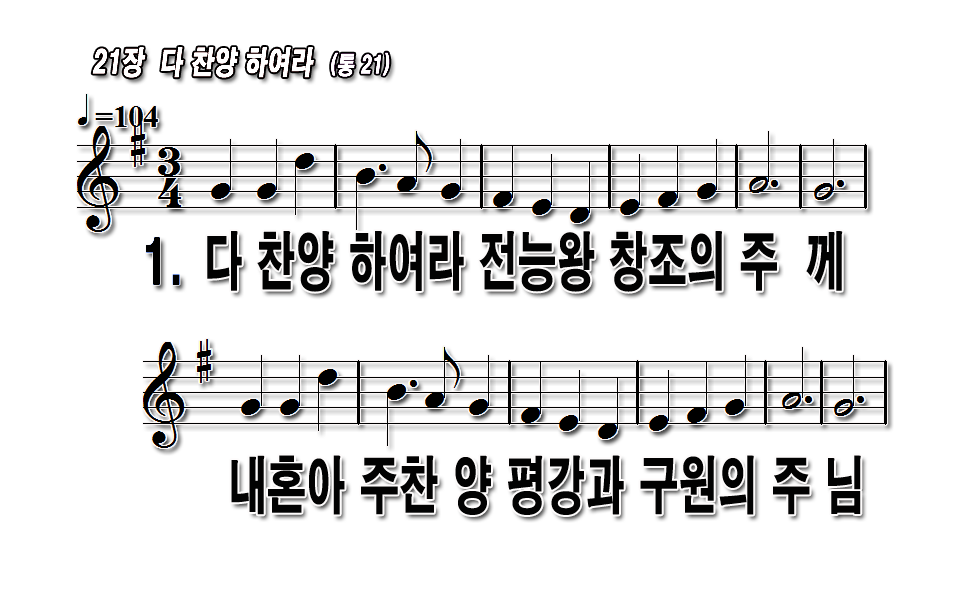 21장 다 찬양 하여라 (통 21)
♩=104
3
4
1. 다 찬양 하여라 전능왕 창조의 주 께
내혼아 주찬 양 평강과 구원의 주 님